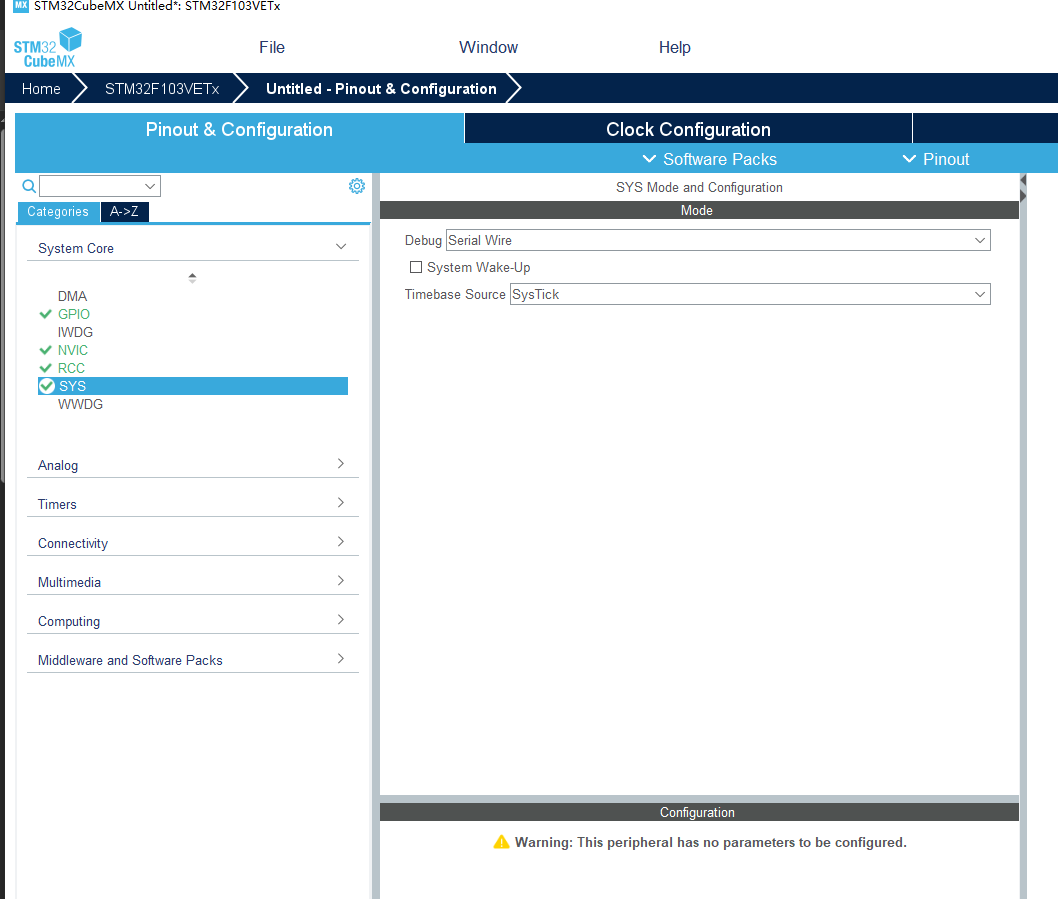 MX STM32CubeMX Untitled*: STM32F103VETx
STM32
CubeMX
File Window Help
Home STM32F103VETx Untitled - Pinout & Configuration
Pinout & Configuration Clock Configuration
Software Packs Pinout
SYS Mode and Configuration
Categories A->Z
Mode
System Core
DMA
GPIO
IWDG
NVIC
RCC
SYS
WWDG
Analog
Timers
Connectivity
Multimedia
Computing
Middleware and Software Packs
Debug Serial Wire
System Wake-Up
Timebase Source SysTick
Configuration
Warning: This peripheral has no parameters to be configured.